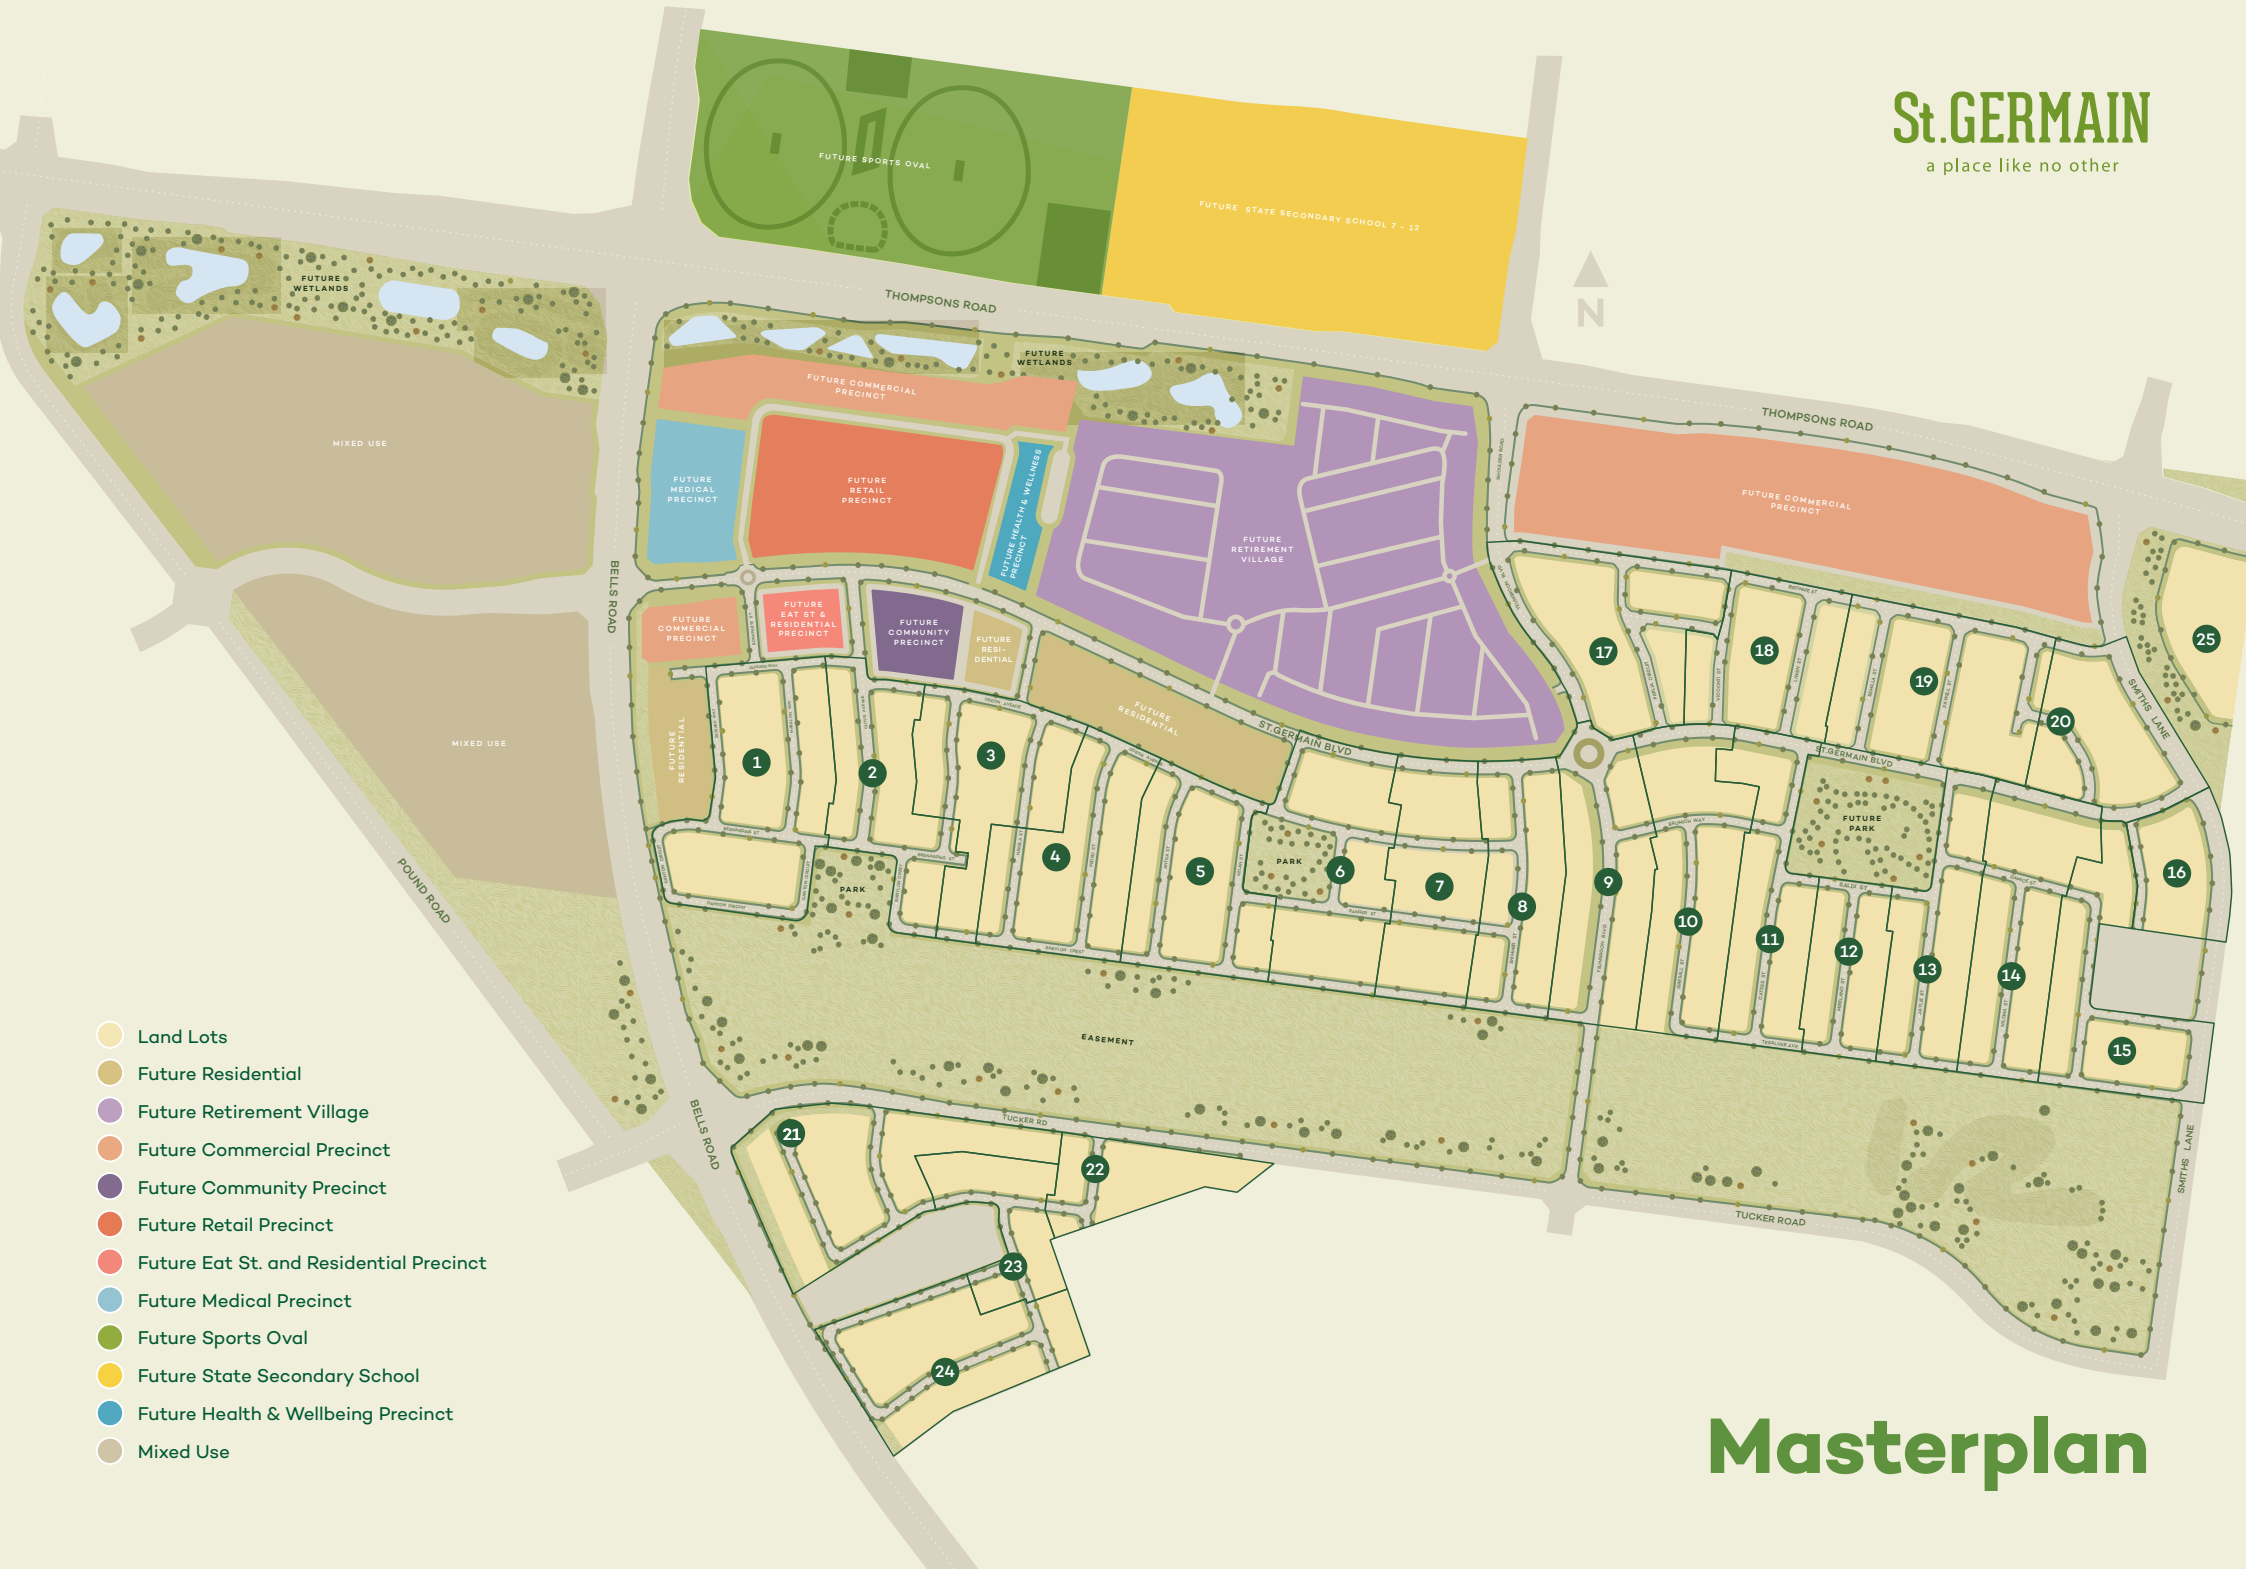 St.GERMAIN
a place like no other
FUTURE SPORTS OVAL
FUTURE STATE SECONDARY SCHOOL 7 - 12
N
THOMPSONS ROAD
FUTURE
WETLANDS
FUTURE
WETLANDS
FUTURE COMMERCIAL
PRECINCT
THOMPSONS ROAD
MIXED USE
FUTURE
MEDICAL
PRECINCT
FUTURE
RETAIL
PRECINCT
FUTURE HEALTH & WELLNESS
PRECINCT
FUTURE
RETIREMENT
VILLAGE
FUTURE COMMERCIAL
PRECINCT
BELLS ROAD
FUTURE
COMMERCIAL
PRECINCT
FUTURE
EAT ST &
RESIDENTIAL
PRECINCT
FUTURE
COMMUNITY
PRECINCT
FUTURE
RESI-
DENTIAL
FUTURE
RESIDENTIAL
FUTURE
RESIDENTIAL
ST.GERMAIN BLVD
ST.GERMAIN BLVD
SMITHS LANE
MIXED USE
17
18
19
20
25
1
2
3
4
5
6
7
8
9
10
11
12
13
14
15
16
PARK
PARK
FUTURE
PARK
BRUNSON WAY
POUND ROAD
EASEMENT
BELLS ROAD
TUCKER RD
TUCKER ROAD
SMITHS LANE
21
22
23
24
Land Lots
Future Residential
Future Retirement Village
Future Commercial Precinct
Future Community Precinct
Future Retail Precinct
Future Eat St. and Residential Precinct
Future Medical Precinct
Future Sports Oval
Future State Secondary School
Future Health & Wellbeing Precinct
Mixed Use
Masterplan